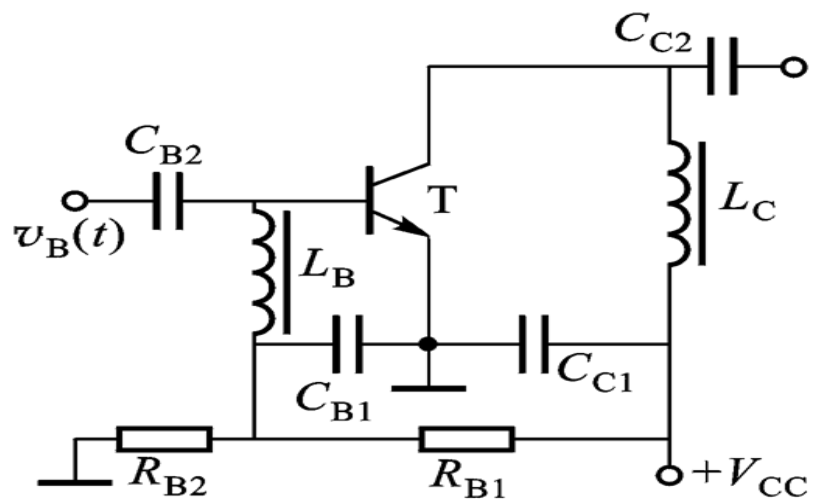 C_C2
C_B2
T
L_C
v_B(t)
L_B
C_B1
C_C1
R_B2
R_B1
+V_CC